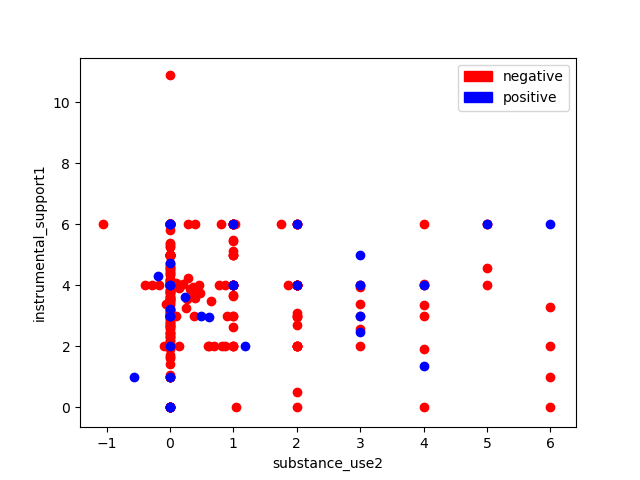 negative
positive
10
8
6
4
2
0
instrumental_support1
−1 0 1 2 3 4 5 6
substance_use2